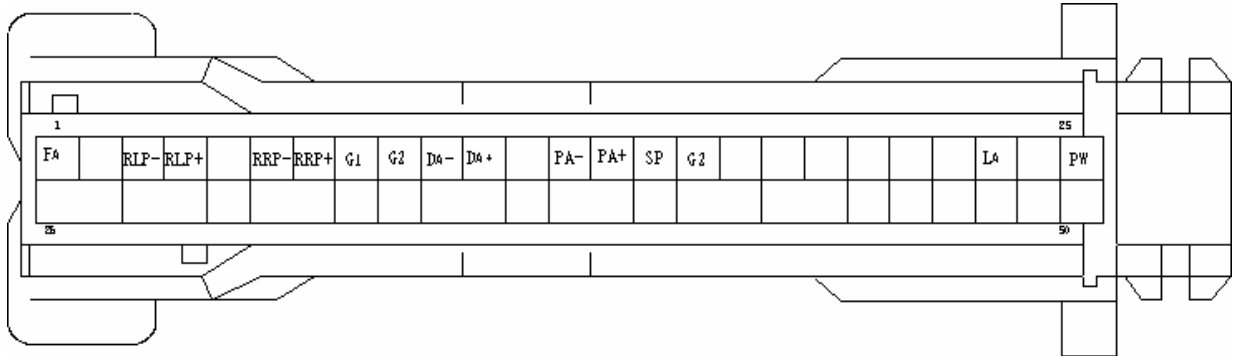 1 25
FA RLP- RLP+ RRP- RRP+ G1 G2 DA- DA+ PA- PA+ SP G2 LA PW
26 50